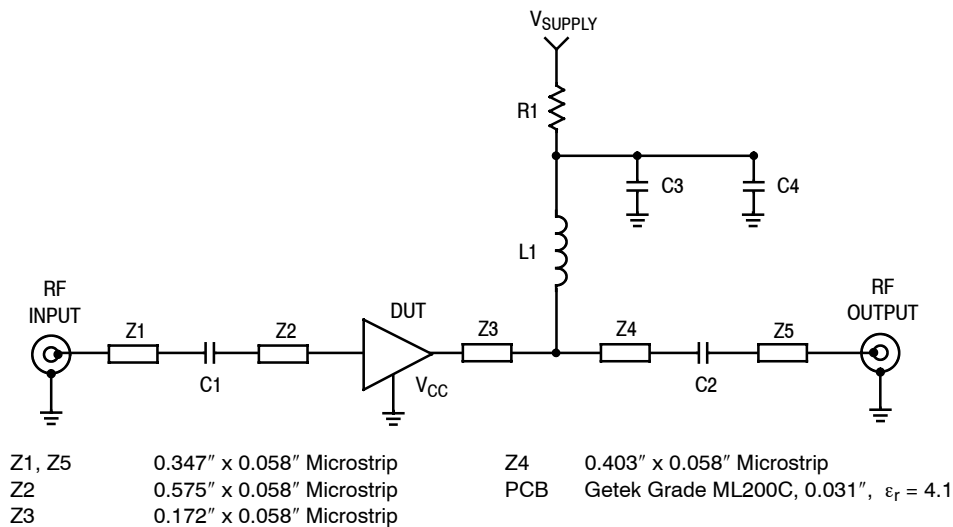 VSUPPLY
R1
C3 C4
L1
RF
INPUT
RF
OUTPUT
DUT
Z1 Z2 Z3 Z4 Z5
C1 VCC C2
Z1, Z5 0.347″ x 0.058″ Microstrip
Z2 0.575″ x 0.058″ Microstrip
Z3 0.172″ x 0.058″ Microstrip
Z4 0.403″ x 0.058″ Microstrip
PCB Getek Grade ML200C, 0.031″, εr = 4.1